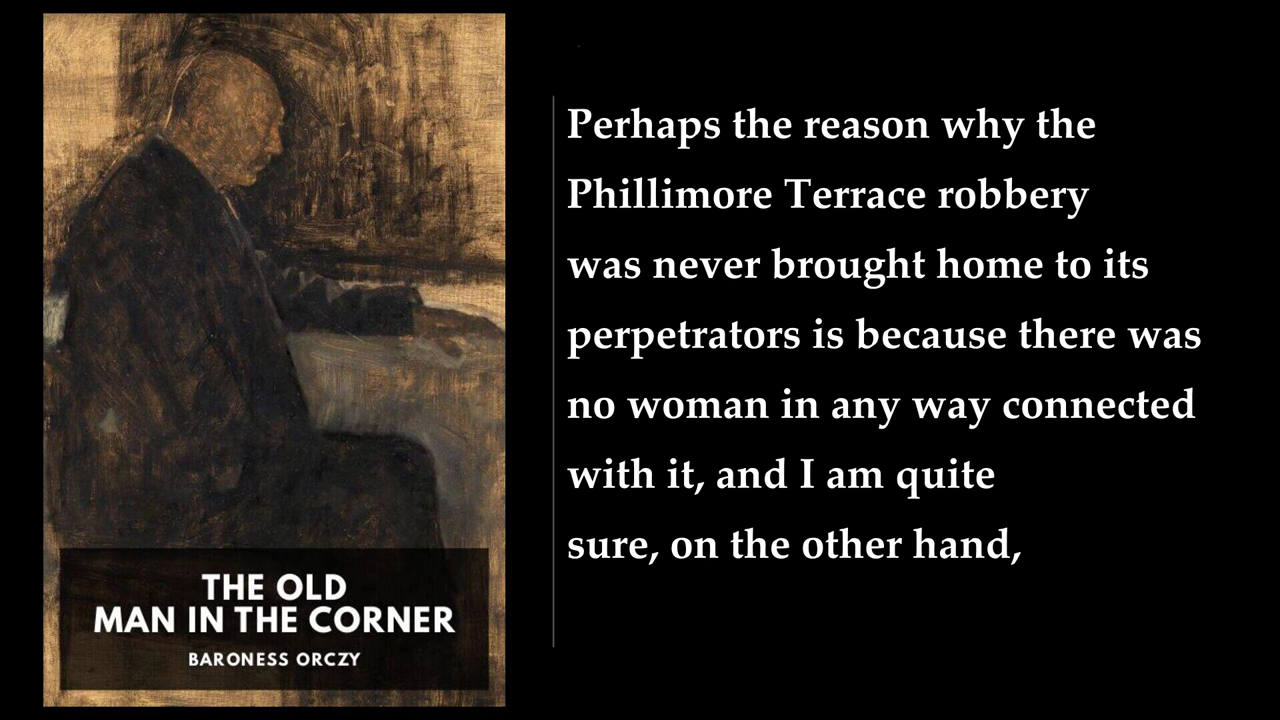 THE OLD
MAN IN THE CORNER
BARONESS ORCZY
Perhaps the reason why the
Phillimore Terrace robbery
was never brought home to its
perpetrators is because there was
no woman in any way connected
with it, and I am quite
sure, on the other hand,